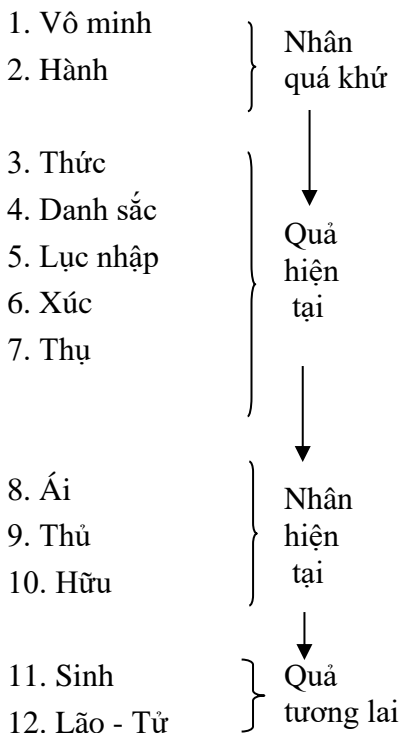 1. Vô minh
2. Hành
Nhân
quá khứ
3. Thức
4. Danh sắc
5. Lục nhập
6. Xúc
7. Thụ
Quả
hiện
tại
8. Ái
9. Thủ
10. Hữu
Nhân
hiện
tại
11. Sinh
12. Lão - Tử
Quả
tương lai